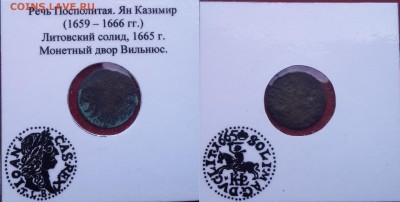 COINS.LAVE.RU
Речь Посполитая. Ян Казимир
(1659 – 1666 гг.)
Литовский солид, 1665 г.
Монетный двор Вильнюс.